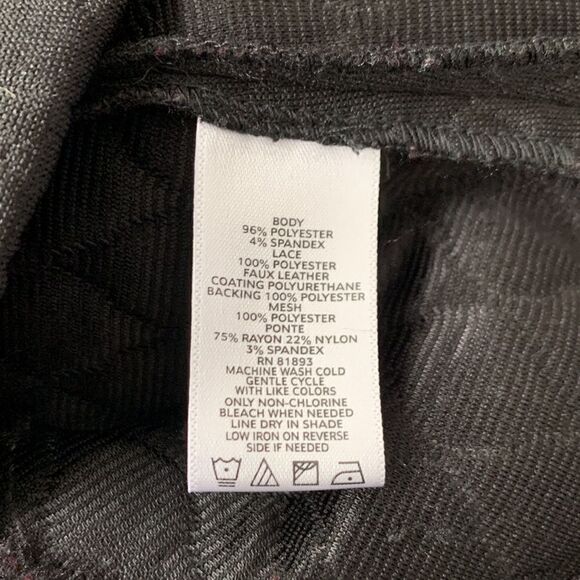 BODY
96% POLYESTER
4% SPANDEX
LACE
100% POLYESTER
FAUX LEATHER
COATING POLYURETHANE
BACKING 100% POLYESTER
MESH
100% POLYESTER
PONTE
75% RAYON 22% NYLON
3% SPANDEX
RN 81893
MACHINE WASH COLD
GENTLE CYCLE
WITH LIKE COLORS
ONLY NON-CHLORINE
BLEACH WHEN NEEDED
LINE DRY IN SHADE
LOW IRON ON REVERSE
SIDE IF NEEDED